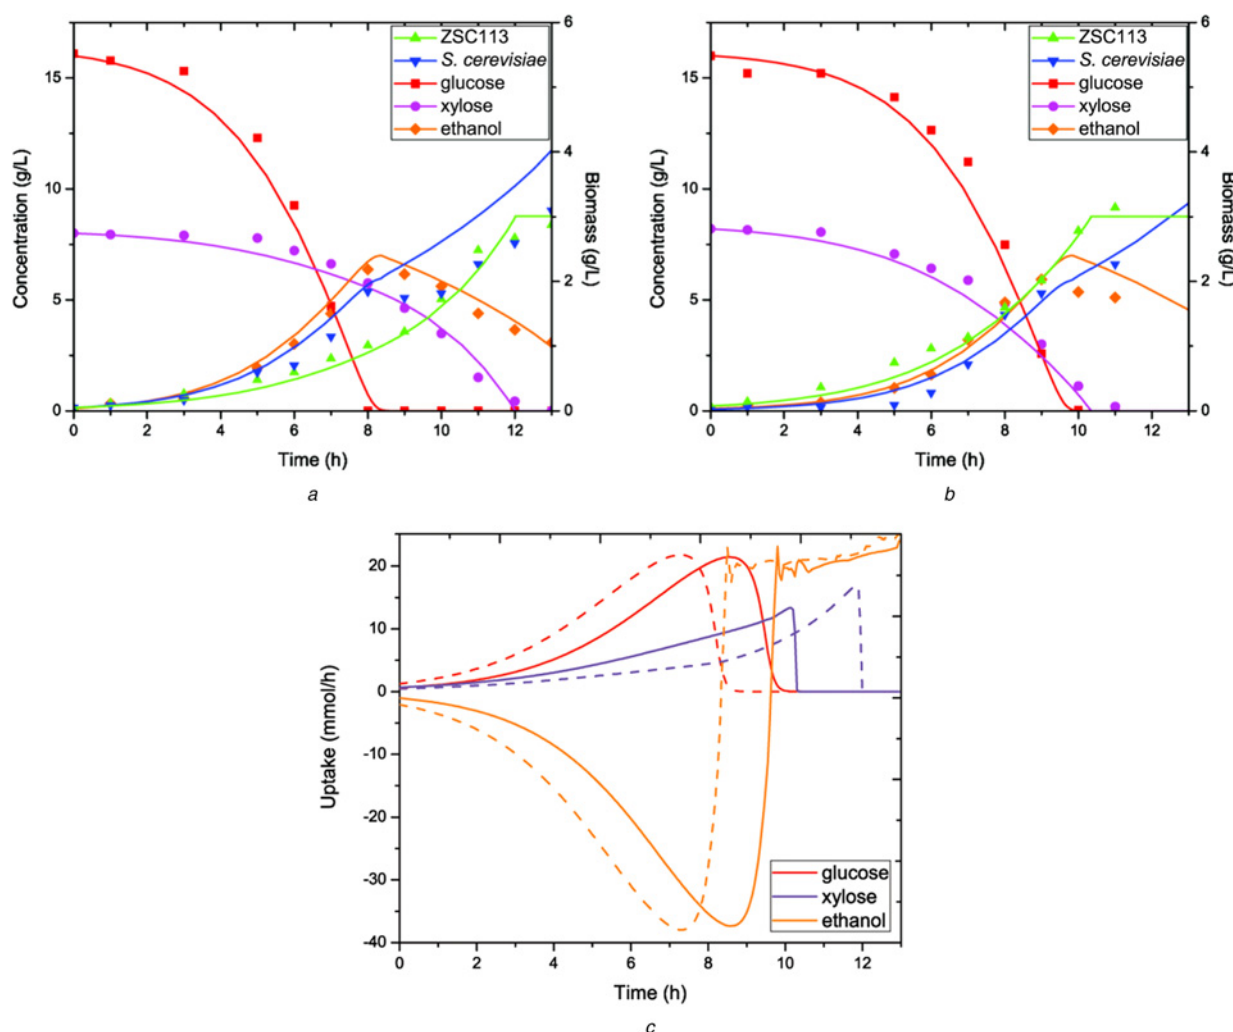 ZSC113
S. cerevisiae
glucose
xylose
ethanol
15
10
5
0
Concentration (g/L)
6
4
2
0
Biomass (g/L)
0 2 4 6 8 10 12
Time (h)
a
ZSC113
S. cerevisiae
glucose
xylose
ethanol
15
10
5
0
Concentration (g/L)
6
4
2
0
Biomass (g/L)
0 2 4 6 8 10 12
Time (h)
b
20
10
0
-10
-20
-30
-40
Uptake (mmol/h)
glucose
xylose
ethanol
0 2 4 6 8 10 12
Time (h)
c